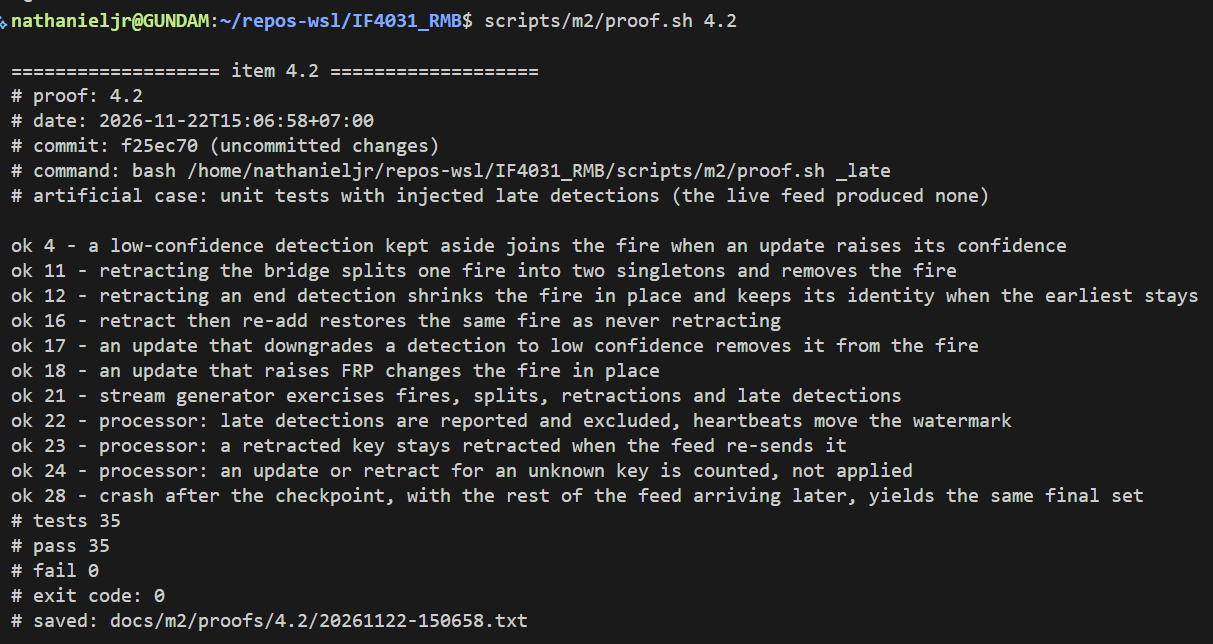 nathanieljr@GUNDAM:~/repos-wsl/IF4031_RMB$ scripts/m2/proof.sh 4.2
=================== item 4.2 ===================
# proof: 4.2
# date: 2026-11-22T15:06:58+07:00
# commit: f25ec70 (uncommitted changes)
# command: bash /home/nathanieljr/repos-wsl/IF4031_RMB/scripts/m2/proof.sh _late
# artificial case: unit tests with injected late detections (the live feed produced none)
ok 4 - a low-confidence detection kept aside joins the fire when an update raises its confidence
ok 11 - retracting the bridge splits one fire into two singletons and removes the fire
ok 12 - retracting an end detection shrinks the fire in place and keeps its identity when the earliest stays
ok 16 - retract then re-add restores the same fire as never retracting
ok 17 - an update that downgrades a detection to low confidence removes it from the fire
ok 18 - an update that raises FRP changes the fire in place
ok 21 - stream generator exercises fires, splits, retractions and late detections
ok 22 - processor: late detections are reported and excluded, heartbeats move the watermark
ok 23 - processor: a retracted key stays retracted when the feed re-sends it
ok 24 - processor: an update or retract for an unknown key is counted, not applied
ok 28 - crash after the checkpoint, with the rest of the feed arriving later, yields the same final set
# tests 35
# pass 35
# fail 0
# exit code: 0
# saved: docs/m2/proofs/4.2/20261122-150658.txt